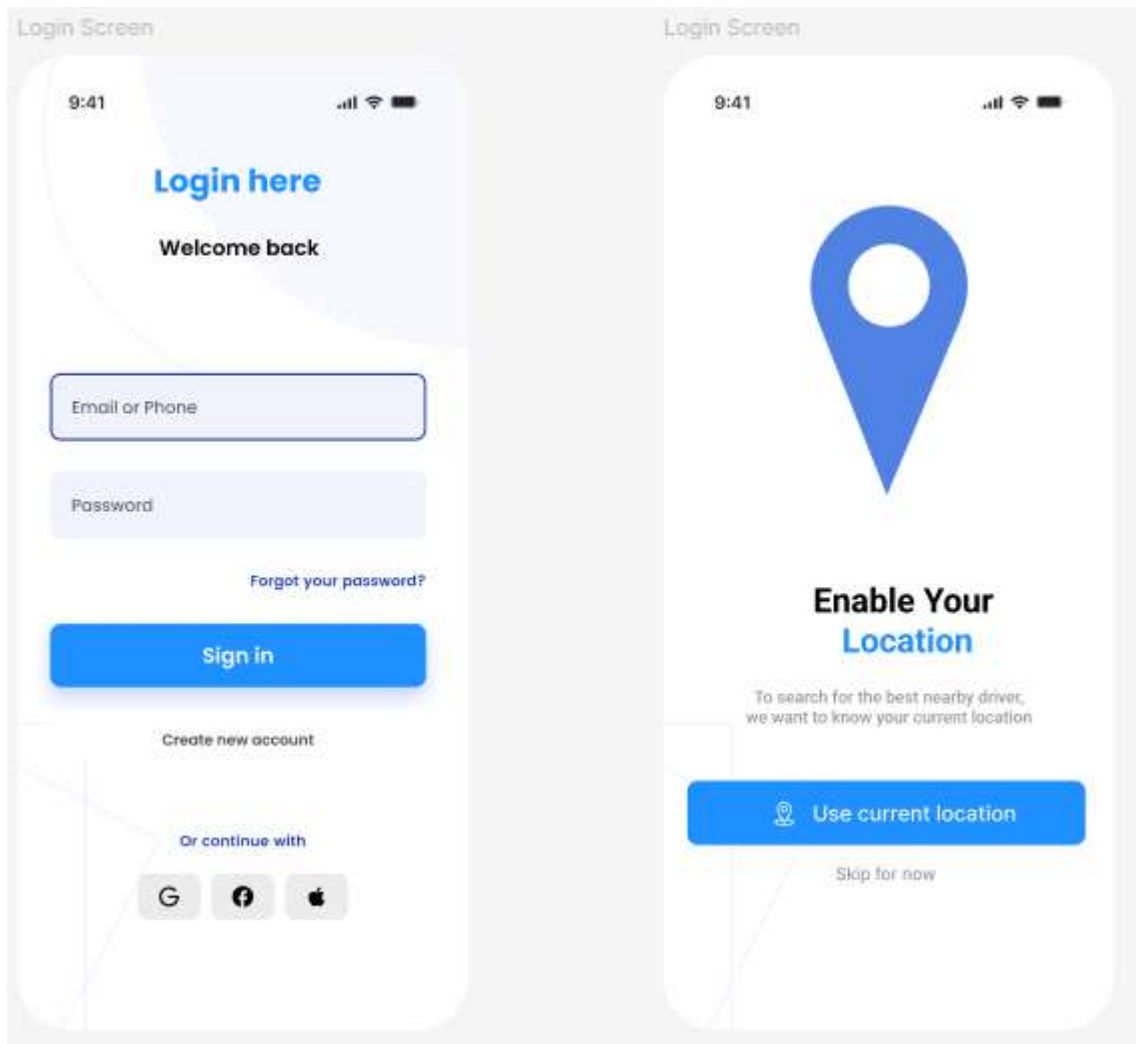 Login Screen
9:41
Login here
Welcome back
Email or Phone
Password
Forgot your password?
Sign in
Create new account
Or continue with
Login Screen
9:41
Enable Your
Location
To search for the best nearby driver,
we want to know your current location
Use current location
Skip for now